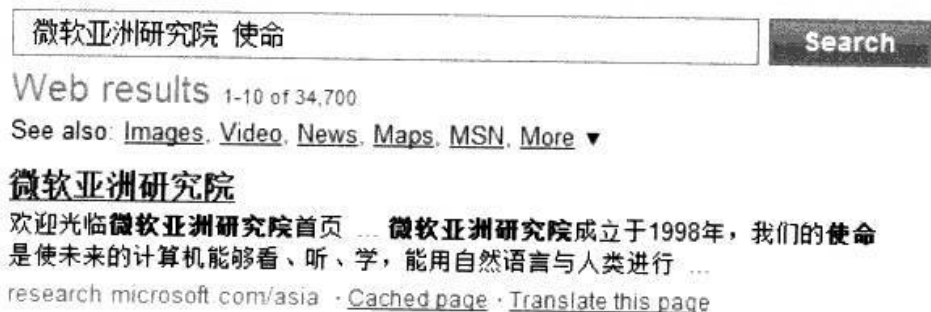 微软亚洲研究院 使命
Search
Web results 1-10 of 34,700
See also: Images, Video, News, Maps, MSN, More ▼
微软亚洲研究院
欢迎光临微软亚洲研究院首页 ... 微软亚洲研究院成立于1998年，我们的使命
是使未来的计算机能够看、听、学，能用自然语言与人类进行 ...
research.microsoft.com/asia · Cached page · Translate this page